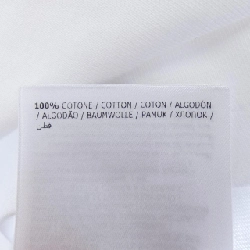 100% COTONE / COTTON / COTON / ALGODÓN
/ ALGODÃO / BAUMWOLLE / PAMUK / ХЛОПОК /
قطن